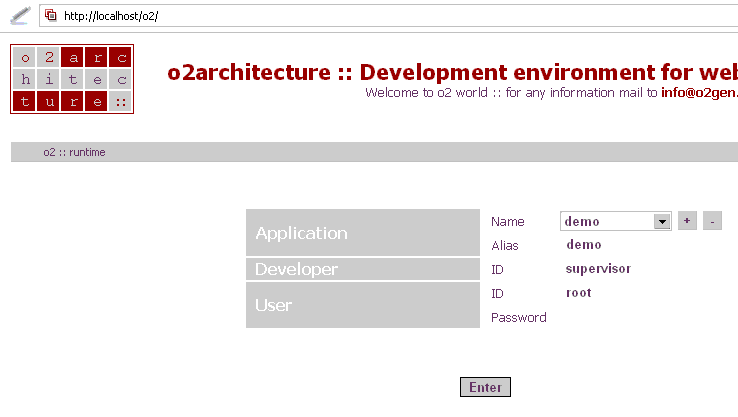 http://localhost/o2/
o 2 a r c
h i t e c
t u r e ::
o2architecture :: Development environment for web
Welcome to o2 world :: for any information mail to info@o2gen.
o2 :: runtime
Application
Name demo + -
Alias demo
Developer
ID supervisor
User
ID root
Password
Enter